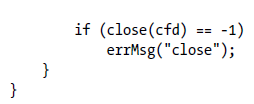 if (close(cfd) == -1)
errMsg("close");
}
}